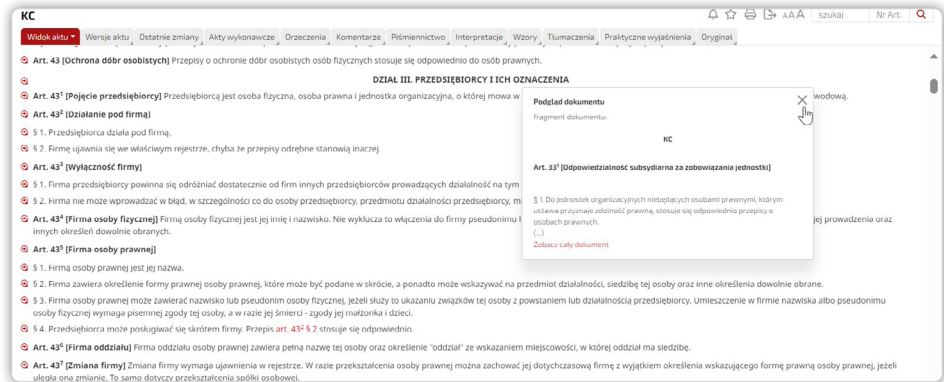 KC
AAA szukaj Nr Art.
Widok aktu Wersje aktu Ostatnie zmiany Akty wykonawcze Orzeczenia Komentarze Piśmiennictwo Interpretacje Wzory Tłumaczenia Praktyczne wyjaśnienia Oryginał
Art. 43 [Ochrona dóbr osobistych] Przepisy o ochronie dóbr osobistych osób fizycznych stosuje się odpowiednio do osób prawnych.
DZIAŁ III. PRZEDSIĘBIORCY I ICH OZNACZENIA
Art. 43¹ [Pojęcie przedsiębiorcy] Przedsiębiorcą jest osoba fizyczna, osoba prawna i jednostka organizacyjna, o której mowa w
wodową.
Art. 43² [Działanie pod firmą]
§ 1. Przedsiębiorca działa pod firmą.
§ 2. Firmę ujawnia się we właściwym rejestrze, chyba że przepisy odrębne stanowią inaczej.
Art. 43³ [Wyłączność firmy]
§ 1. Firma przedsiębiorcy powinna się odróżniać dostatecznie od firm innych przedsiębiorców prowadzących działalność na tym
§ 2. Firma nie może wprowadzać w błąd, w szczególności co do osoby przedsiębiorcy, przedmiotu działalności przedsiębiorcy, m
Art. 43⁴ [Firma osoby fizycznej] Firmą osoby fizycznej jest jej imię i nazwisko. Nie wyklucza to włączenia do firmy pseudonimu l
jej prowadzenia oraz
innych określeń dowolnie obranych.
Art. 43⁵ [Firma osoby prawnej]
§ 1. Firmą osoby prawnej jest jej nazwa.
§ 2. Firma zawiera określenie formy prawnej osoby prawnej, które może być podane w skrócie, a ponadto może wskazywać na przedmiot działalności, siedzibę tej osoby oraz inne określenia dowolnie obrane.
§ 3. Firma osoby prawnej może zawierać nazwisko lub pseudonim osoby fizycznej, jeżeli służy to ukazaniu związków tej osoby z powstaniem lub działalnością przedsiębiorcy. Umieszczenie w firmie nazwiska albo pseudonimu
osoby fizycznej wymaga pisemnej zgody tej osoby, a w razie jej śmierci - zgody jej małżonka i dzieci.
§ 4. Przedsiębiorca może posługiwać się skrótem firmy. Przepis art. 43² § 2 stosuje się odpowiednio.
Art. 43⁶ [Firma oddziału] Firma oddziału osoby prawnej zawiera pełną nazwę tej osoby oraz określenie "oddział" ze wskazaniem miejscowości, w której oddział ma siedzibę.
Art. 43⁷ [Zmiana firmy] Zmiana firmy wymaga ujawnienia w rejestrze. W razie przekształcenia osoby prawnej można zachować jej dotychczasową firmę z wyjątkiem określenia wskazującego formę prawną osoby prawnej, jeżeli
uległa ona zmianie. To samo dotyczy przekształcenia spółki osobowej.
Podgląd dokumentu
fragment dokumentu.
KC
Art. 33¹ [Odpowiedzialność subsydiarna za zobowiązania jednostki]
§ 1. Do jednostek organizacyjnych niebędących osobami prawnymi, którym
ustawa przyznaje zdolność prawną, stosuje się odpowiednio przepisy o
osobach prawnych.
(...)
Zobacz cały dokument